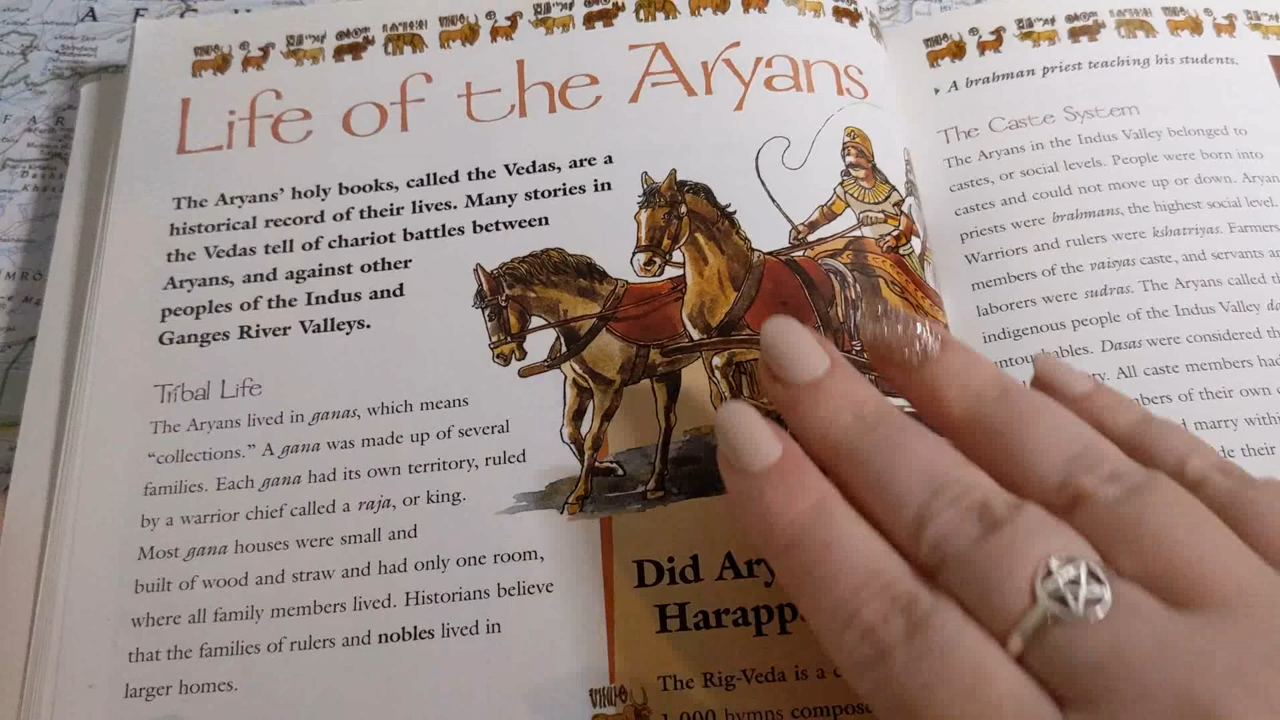 Life of the Aryans
The Aryans' holy books, called the Vedas, are a
historical record of their lives. Many stories in
the Vedas tell of chariot battles between
Aryans, and against other
peoples of the Indus and
Ganges River Valleys.
Tribal Life
The Aryans lived in ganas, which means
“collections.” A gana was made up of several
families. Each gana had its own territory, ruled
by a warrior chief called a raja, or king.
Most gana houses were small and
built of wood and straw and had only one room,
where all family members lived. Historians believe
that the families of rulers and nobles lived in
larger homes.
Did
Harapp
The Rig-Veda is a
1,000 hymns
A brahman priest teaching his students.
The Caste System
The Aryans in the Indus Valley belonged to
castes, or social levels. People were born into
castes and could not move up or down. Aryan
priests were brahmans, the highest social level.
Warriors and rulers were kshatriyas. Farmers
members of the vaisyas caste, and servants
laborers were sudras. The Aryans called
indigenous people of the Indus Valley
Dasas were considered
All caste members had
of their own
marry
their